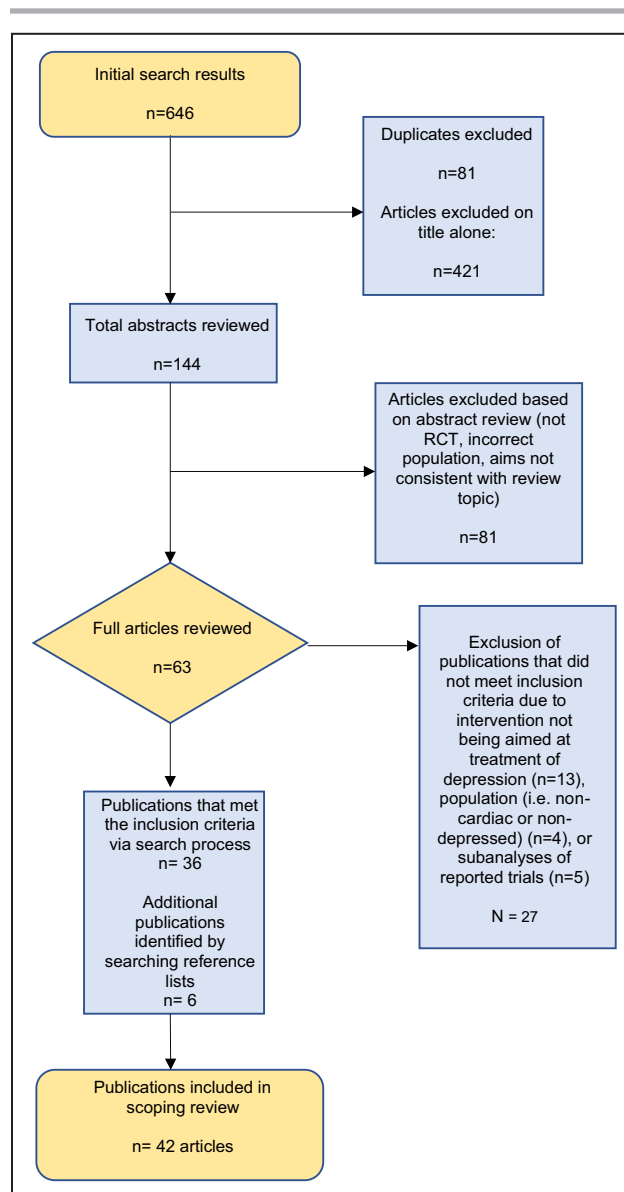 Initial search results
n=646
Duplicates excluded
n=81
Articles excluded on
title alone:
n=421
Total abstracts reviewed
n=144
Articles excluded based
on abstract review (not
RCT, incorrect
population, aims not
consistent with review
topic)
n=81
Full articles reviewed
n=63
Exclusion of
publications that did
not meet inclusion
criteria due to
intervention not
being aimed at
treatment of
depression (n=13),
population (i.e. non-
cardiac or non-
depressed) (n=4), or
subanalyses of
reported trials (n=5)
N = 27
Publications that met
the inclusion criteria
via search process
n= 36
Additional
publications
identified by
searching reference
lists
n= 6
Publications included in
scoping review
n= 42 articles